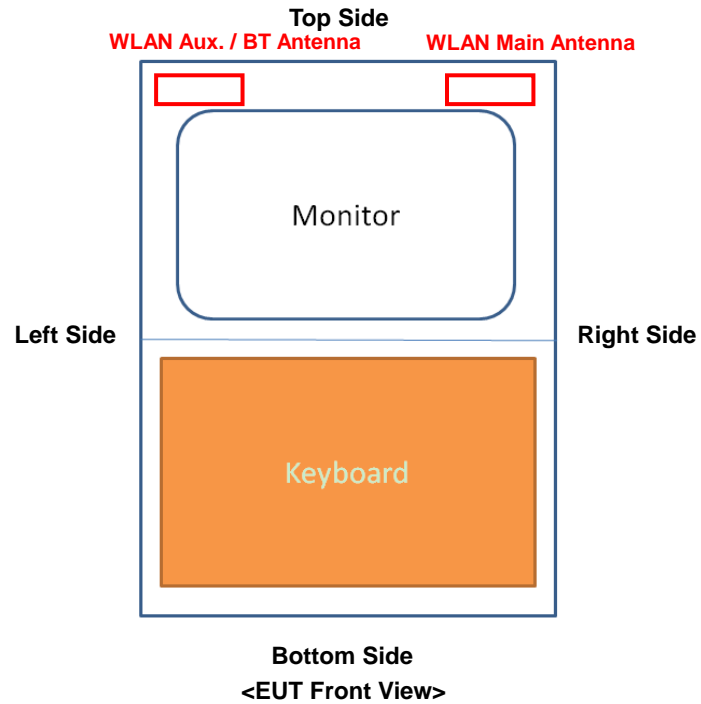 Top Side
WLAN Aux. / BT Antenna
WLAN Main Antenna
Monitor
Left Side
Right Side
Keyboard
Bottom Side
<EUT Front View>